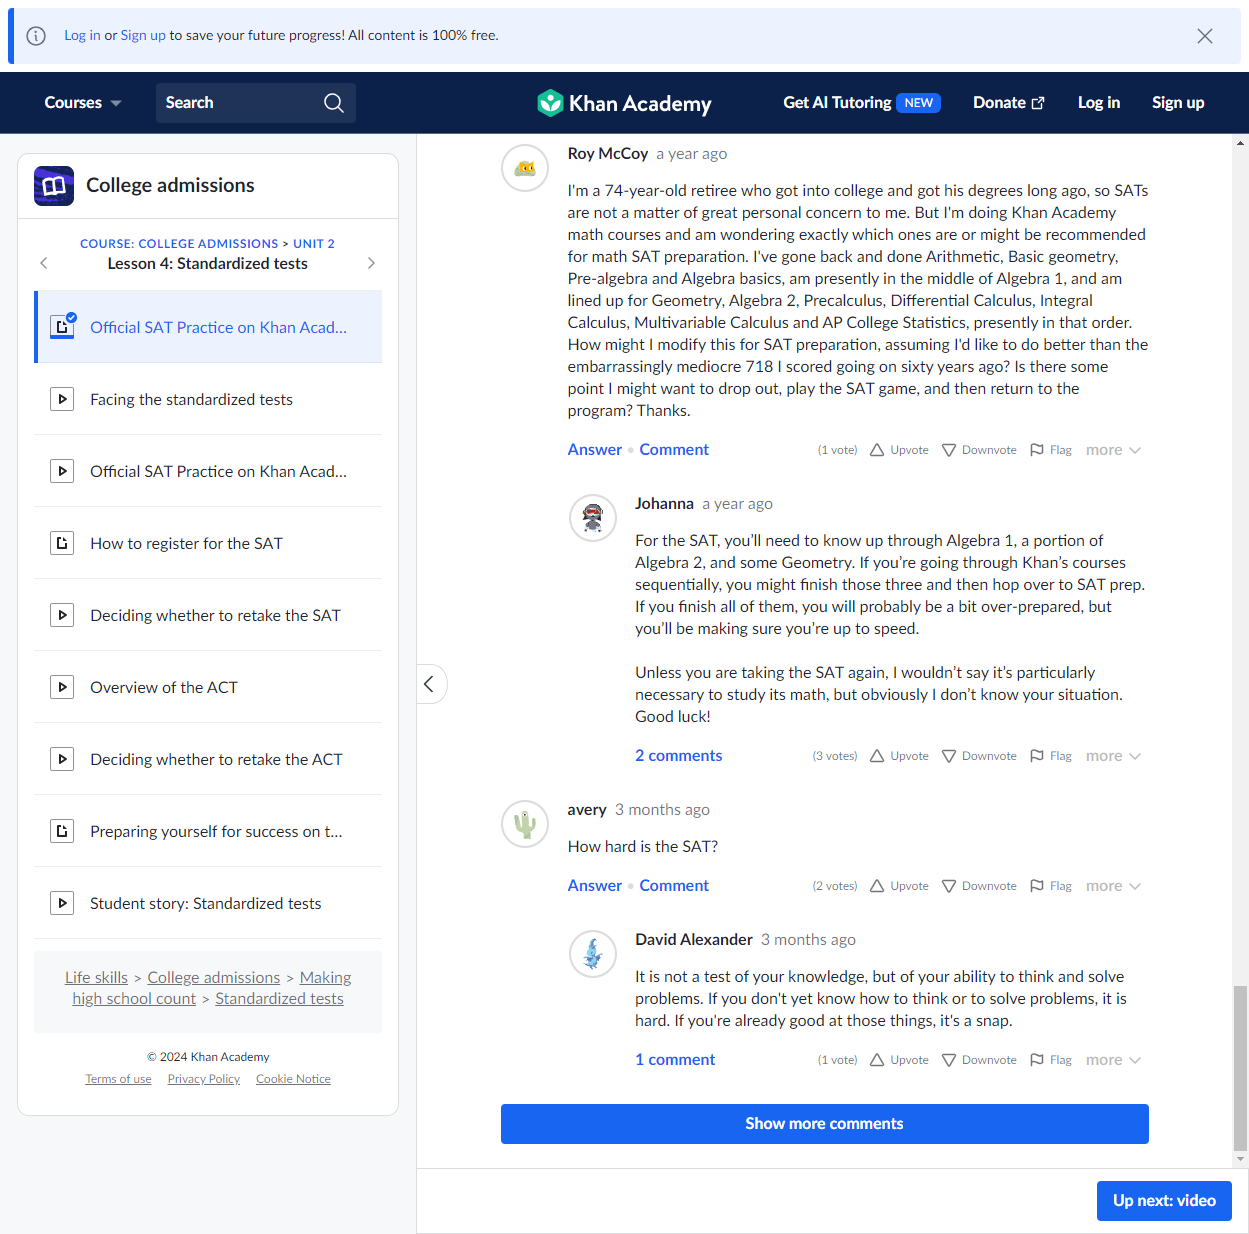 Log in or Sign up to save your future progress! All content is 100% free.
Courses
Search
Khan Academy
Get AI Tutoring NEW
Donate
Log in
Sign up
College admissions
COURSE: COLLEGE ADMISSIONS > UNIT 2
Lesson 4: Standardized tests
Official SAT Practice on Khan Acad...
Facing the standardized tests
Official SAT Practice on Khan Acad...
How to register for the SAT
Deciding whether to retake the SAT
Overview of the ACT
Deciding whether to retake the ACT
Preparing yourself for success on t...
Student story: Standardized tests
Life skills > College admissions > Making
high school count > Standardized tests
© 2024 Khan Academy
Terms of use Privacy Policy Cookie Notice
Roy McCoy a year ago
I'm a 74-year-old retiree who got into college and got his degrees long ago, so SATs
are not a matter of great personal concern to me. But I'm doing Khan Academy
math courses and am wondering exactly which ones are or might be recommended
for math SAT preparation. I've gone back and done Arithmetic, Basic geometry,
Pre-algebra and Algebra basics, am presently in the middle of Algebra 1, and am
lined up for Geometry, Algebra 2, Precalculus, Differential Calculus, Integral
Calculus, Multivariable Calculus and AP College Statistics, presently in that order.
How might I modify this for SAT preparation, assuming I'd like to do better than the
embarrassingly mediocre 718 I scored going on sixty years ago? Is there some
point I might want to drop out, play the SAT game, and then return to the
program? Thanks.
Answer • Comment (1 vote) Upvote Downvote Flag more
Johanna a year ago
For the SAT, you’ll need to know up through Algebra 1, a portion of
Algebra 2, and some Geometry. If you’re going through Khan’s courses
sequentially, you might finish those three and then hop over to SAT prep.
If you finish all of them, you will probably be a bit over-prepared, but
you’ll be making sure you’re up to speed.
Unless you are taking the SAT again, I wouldn’t say it’s particularly
necessary to study its math, but obviously I don’t know your situation.
Good luck!
2 comments (3 votes) Upvote Downvote Flag more
avery 3 months ago
How hard is the SAT?
Answer • Comment (2 votes) Upvote Downvote Flag more
David Alexander 3 months ago
It is not a test of your knowledge, but of your ability to think and solve
problems. If you don't yet know how to think or to solve problems, it is
hard. If you're already good at those things, it's a snap.
1 comment (1 vote) Upvote Downvote Flag more
Show more comments
Up next: video